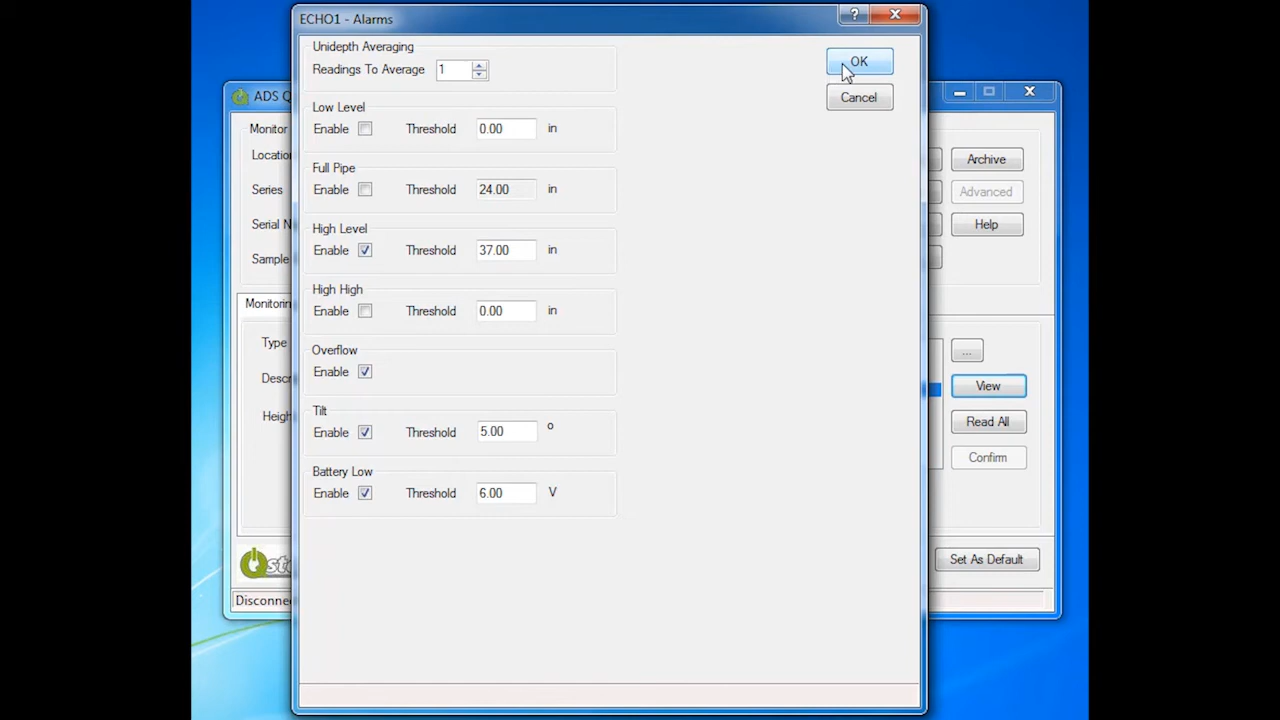 ECHO1 - Alarms
?
Unidepth Averaging
Readings To Average 1
OK
Cancel
Low Level
Enable Threshold 0.00 in
Full Pipe
Enable Threshold 24.00 in
High Level
Enable Threshold 37.00 in
High High
Enable Threshold 0.00 in
Overflow
Enable
Tilt
Enable Threshold 5.00 o
Battery Low
Enable Threshold 6.00 V
ADS Q
Monitor
Location
Series
Serial N
Sample
Archive
Advanced
Help
Monitorin
Type
Descri
Heigh
...
View
Read All
Confirm
Set As Default
Disconnec